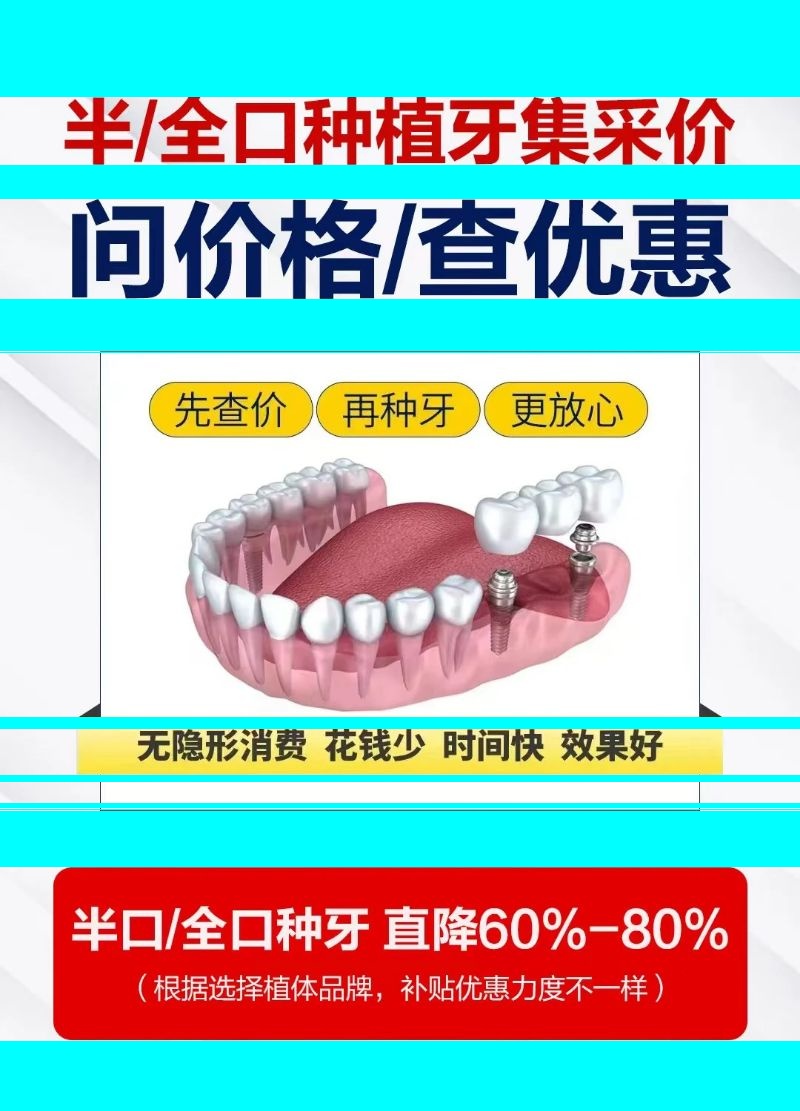 半/全口种植牙集采价
问价格/查优惠
先查价 再种牙 更放心
无隐形消费 花钱少 时间快 效果好
半口/全口种牙 直降60%-80%
（根据选择植体品牌，补贴优惠力度不一样）